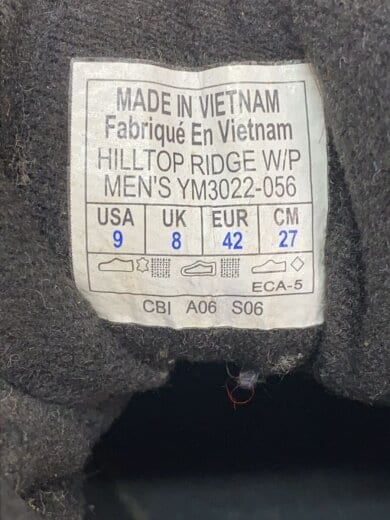 MADE IN VIETNAM
Fabriqué En Vietnam
HILLTOP RIDGE W/P
MEN'S YM3022-056
USA UK EUR CM
9 8 42 27
ECA-5
CBI A06 S06